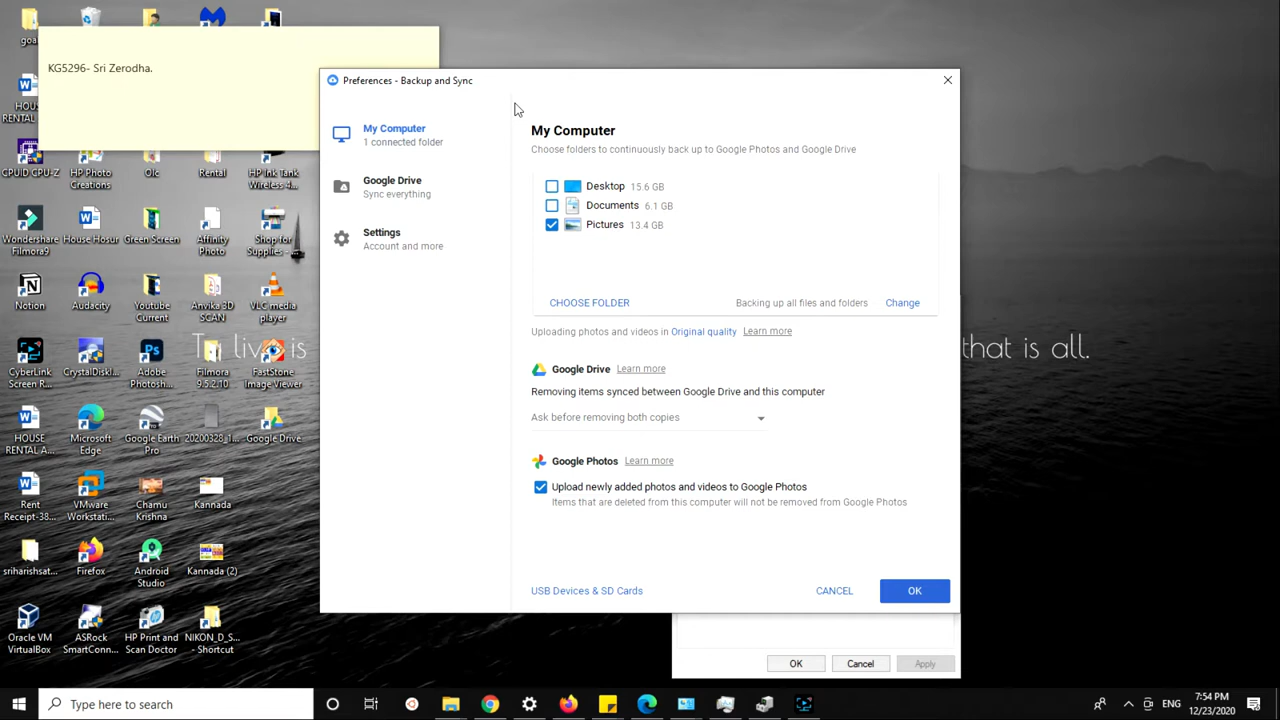 goal
KG5296- Sri Zerodha.
HOU...
RENTAL ...
CPUID CPU-Z
HP Photo Creations
Oic
Rental
HP Ink Tank Wireless 4...
Wondershare Filmora9
House Hosur
Green Screen
Affinity Photo
Shop for Supplies - ...
Notion
Audacity
Youtube Current
Anvika 3D SCAN
VLC media player
CyberLink Screen R...
CrystalDiskI...
Adobe Photosh...
Filmora 9.5.2.10
FastStone Image Viewer
HOUSE RENTAL A...
Microsoft Edge
Google Earth Pro
20200328_1...
Google Drive
Rent Receipt-38...
VMware Workstati...
Chamu Krishna
Kannada
sriharishsat...
Firefox
Android Studio
Kannada (2)
Oracle VM VirtualBox
ASRock SmartConn...
HP Print and Scan Doctor
NIKON_D_S... - Shortcut
Preferences - Backup and Sync
My Computer
1 connected folder
Google Drive
Sync everything
Settings
Account and more
My Computer
Choose folders to continuously back up to Google Photos and Google Drive
Desktop 15.6 GB
Documents 6.1 GB
Pictures 13.4 GB
CHOOSE FOLDER
Backing up all files and folders Change
Uploading photos and videos in Original quality Learn more
Google Drive Learn more
Removing items synced between Google Drive and this computer
Ask before removing both copies
Google Photos Learn more
Upload newly added photos and videos to Google Photos
Items that are deleted from this computer will not be removed from Google Photos
USB Devices & SD Cards
CANCEL
OK
live is
that is all.
OK Cancel Apply
Type here to search
ENG
7:54 PM
12/23/2020